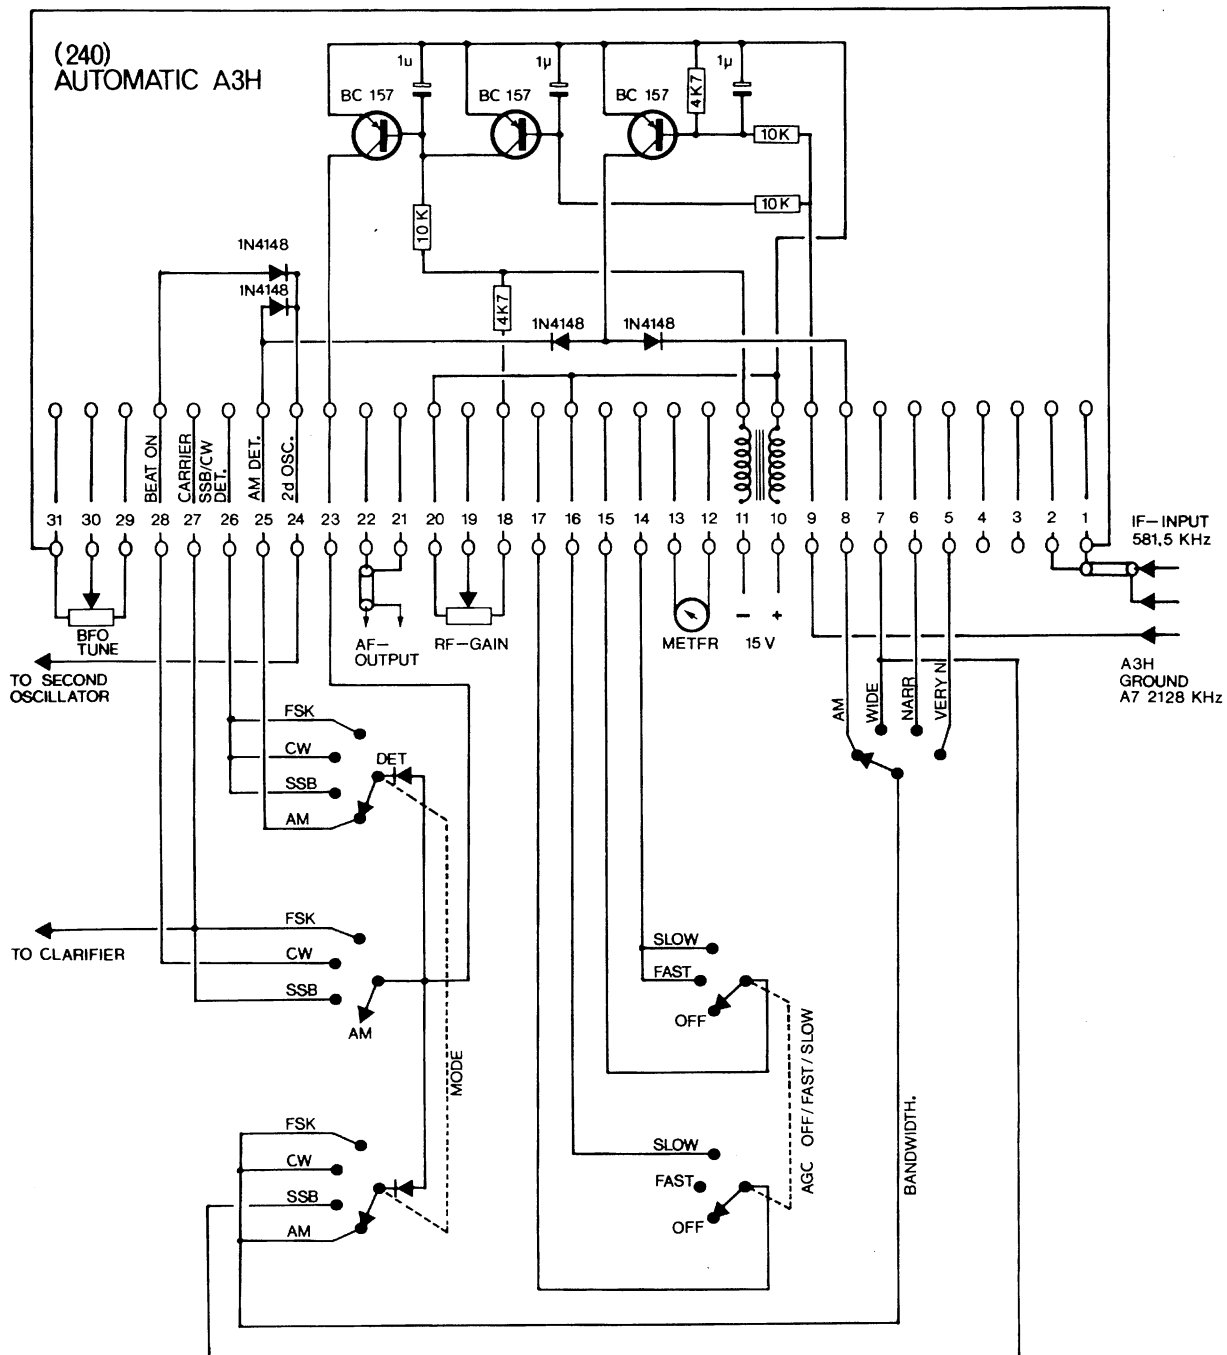 (240)
AUTOMATIC A3H
1u
1µ
1µ
BC 157
BC 157
BC 157
4K7
10K
10K
10K
4K7
1N4148
1N4148
1N4148
1N4148
BEAT ON
CARRIER
SSB/CW
DET.
AM DET.
2d OSC.
31 30 29 28 27 26 25 24 23 22 21 20 19 18 17 16 15 14 13 12 11 10 9 8 7 6 5 4 3 2 1
IF-INPUT
581,5 KHz
BFO
TUNE
AF-
OUTPUT
RF-GAIN
METFR
- +
15 V
A3H
GROUND
A7 2128 KHz
TO SECOND
OSCILLATOR
AM
WIDE
NARR
VERY N
FSK
CW
SSB
AM
DET
TO CLARIFIER
FSK
CW
SSB
AM
MODE
SLOW
FAST
OFF
AGC OFF/FAST/SLOW
BANDWIDTH.
FSK
CW
SSB
AM
SLOW
FAST
OFF